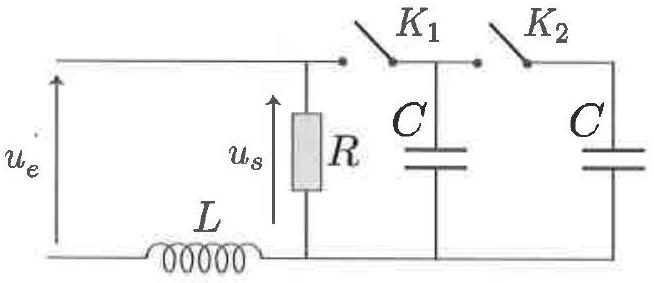 K₁ K₂
uₑ uₛ R C C
L